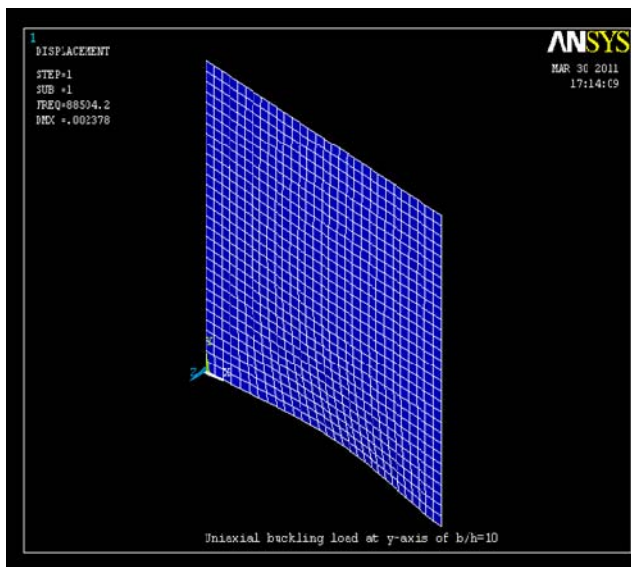 1
DISPLACEMENT
STEP=1
SUB =1
FREQ=88504.2
DMX =.002378
ANSYS
MAR 30 2011
17:14:09
Y
Z X
Uniaxial buckling load at y-axis of b/h=10